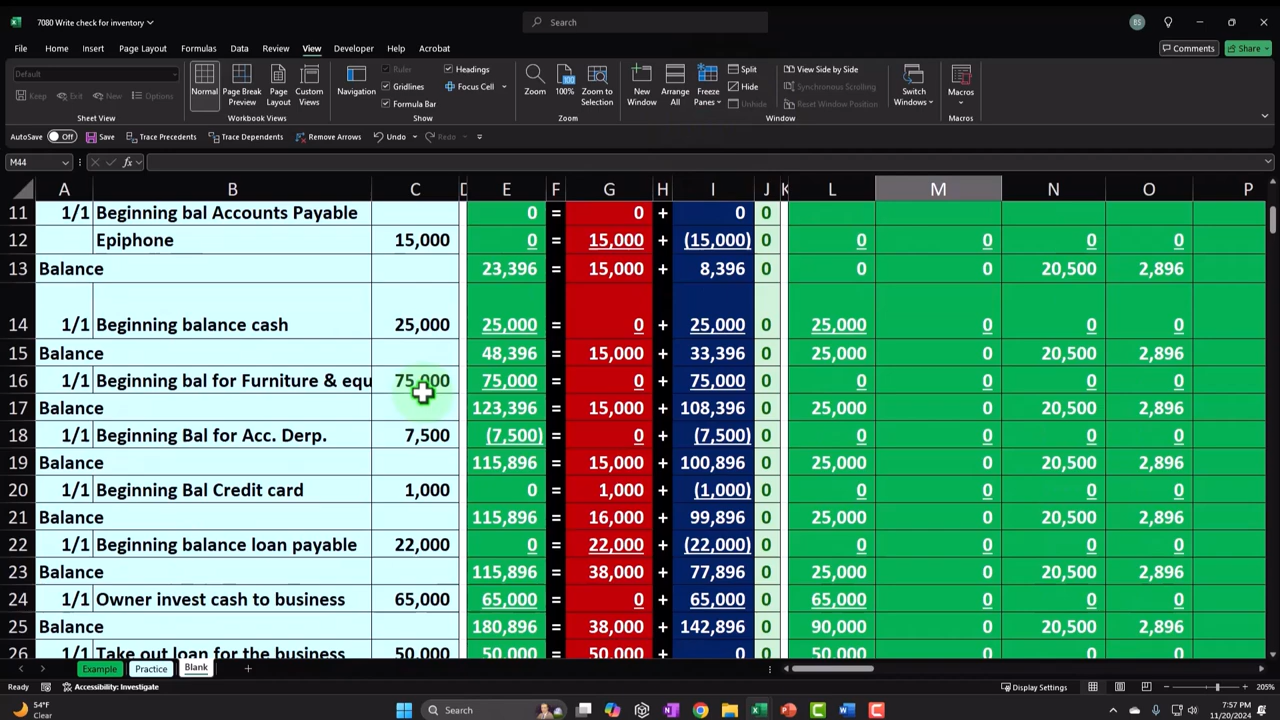 7080 Write check for inventory
Search
BS
File Home Insert Page Layout Formulas Data Review View Developer Help Acrobat
Comments Share
Default
Keep Exit New Options
Sheet View
Normal Page Break Preview Page Layout Custom Views
Workbook Views
Navigation
Ruler Headings
Gridlines Focus Cell
Formula Bar
Show
Zoom 100% Zoom to Selection
Zoom
New Window Arrange All Freeze Panes
Split View Side by Side
Hide Synchronous Scrolling
Unhide Reset Window Position
Window
Switch Windows
Macros
Macros
AutoSave Off Save Trace Precedents Trace Dependents Remove Arrows Undo Redo
M44 fx
A B C D E F G H I J K L M N O P
11 1/1 Beginning bal Accounts Payable 0 = 0 + 0 0
12 Epiphone 15,000 0 = 15,000 + (15,000) 0 0 0 0 0
13 Balance 23,396 = 15,000 + 8,396 0 0 0 20,500 2,896
14 1/1 Beginning balance cash 25,000 25,000 = 0 + 25,000 0 25,000 0 0 0
15 Balance 48,396 = 15,000 + 33,396 0 25,000 0 20,500 2,896
16 1/1 Beginning bal for Furniture & equ 75,000 75,000 = 0 + 75,000 0 0 0 0 0
17 Balance 123,396 = 15,000 + 108,396 0 25,000 0 20,500 2,896
18 1/1 Beginning Bal for Acc. Derp. 7,500 (7,500) = 0 + (7,500) 0 0 0 0 0
19 Balance 115,896 = 15,000 + 100,896 0 25,000 0 20,500 2,896
20 1/1 Beginning Bal Credit card 1,000 0 = 1,000 + (1,000) 0 0 0 0 0
21 Balance 115,896 = 16,000 + 99,896 0 25,000 0 20,500 2,896
22 1/1 Beginning balance loan payable 22,000 0 = 22,000 + (22,000) 0 0 0 0 0
23 Balance 115,896 = 38,000 + 77,896 0 25,000 0 20,500 2,896
24 1/1 Owner invest cash to business 65,000 65,000 = 0 + 65,000 0 65,000 0 0 0
25 Balance 180,896 = 38,000 + 142,896 0 90,000 0 20,500 2,896
26 1/1 Take out loan for the business 50,000 50,000 = 50,000 + 0 0 50,000 0 0 0
Example Practice Blank
Ready Accessibility: Investigate Display Settings 205%
54°F
Clear
Search
7:57 PM
11/20/2024